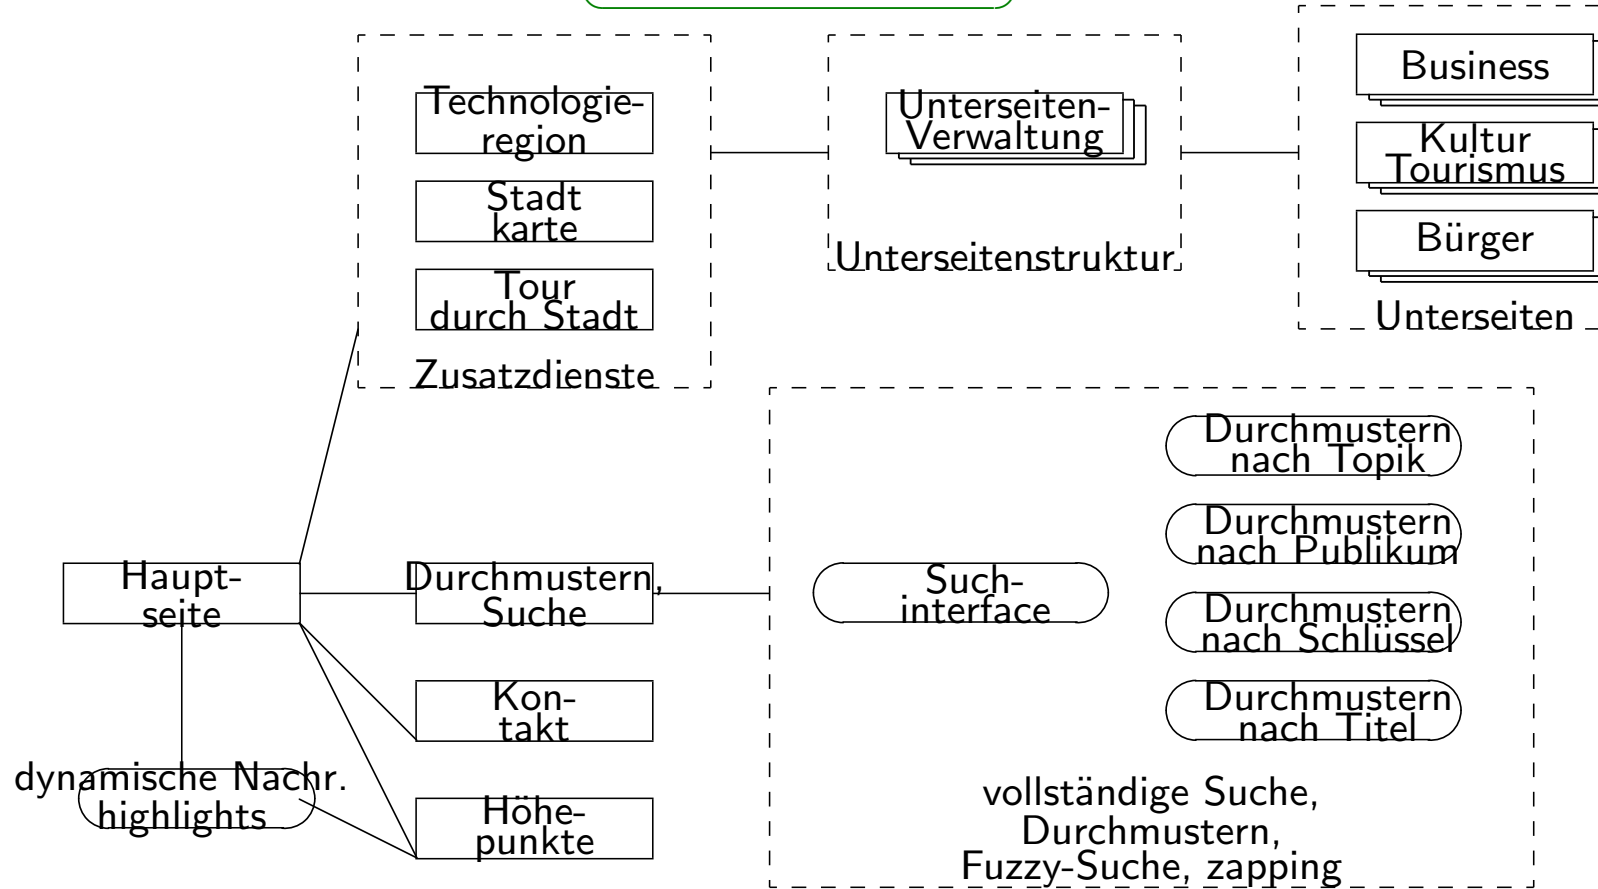 Technologie-
region
Stadt
karte
Tour
durch Stadt
Zusatzdienste
Unterseiten-
Verwaltung
Unterseitenstruktur
Business
Kultur
Tourismus
Bürger
Unterseiten
Haupt-
seite
dynamische Nachr.
highlights
Durchmustern,
Suche
Kon-
takt
Höhe-
punkte
Such-
interface
Durchmustern
nach Topik
Durchmustern
nach Publikum
Durchmustern
nach Schlüssel
Durchmustern
nach Titel
vollständige Suche,
Durchmustern,
Fuzzy-Suche, zapping